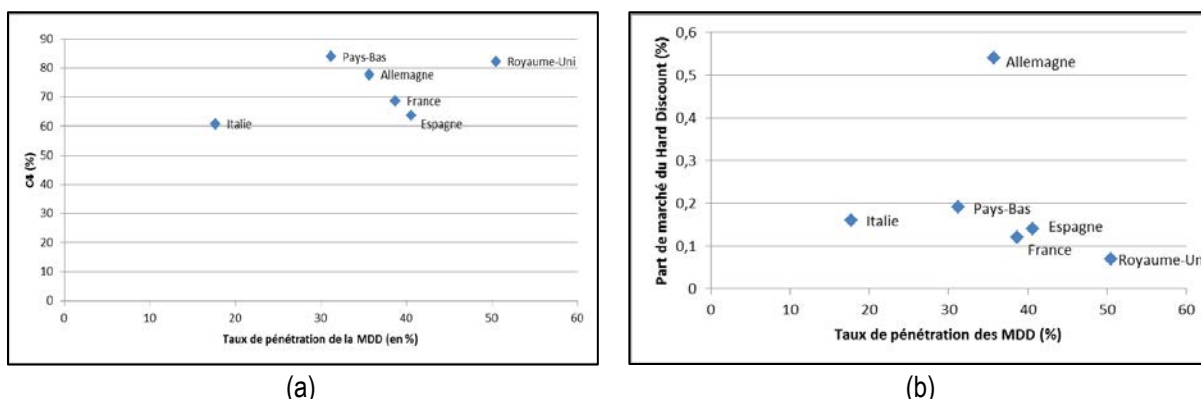 90
80
70
60
50
40
30
20
10
0
C4 (%)
Pays-Bas
Royaume-Uni
Allemagne
France
Espagne
Italie
0 10 20 30 40 50 60
Taux de pénétration de la MDD (en %)
(a)
0,6
0,5
0,4
0,3
0,2
0,1
0
Part de marché du Hard Discount (%)
Allemagne
Pays-Bas
Italie
Espagne
France
Royaume-Uni
0 10 20 30 40 50 60
Taux de pénétration des MDD (%)
(b)